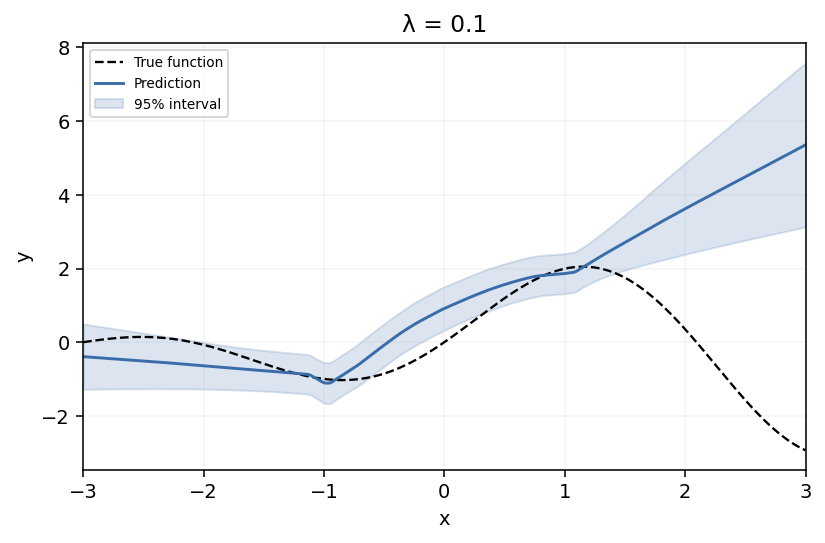 λ = 0.1
True function
Prediction
95% interval
y
8
6
4
2
0
−2
−3 −2 −1 0 1 2 3
x